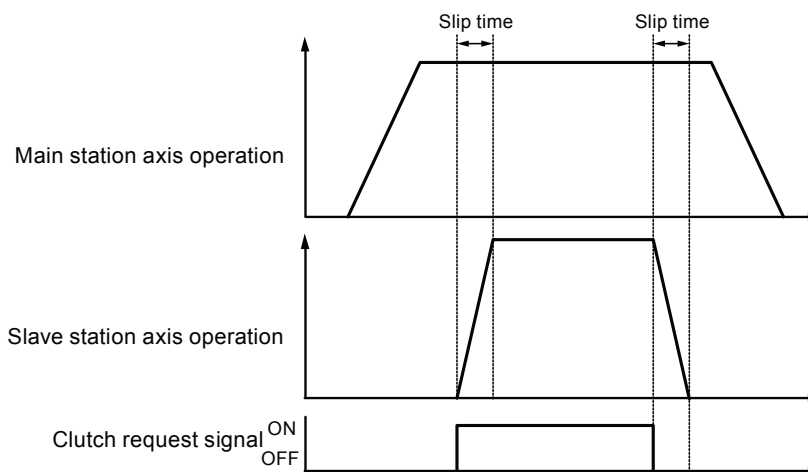 Slip time
Slip time
Main station axis operation
Slave station axis operation
Clutch request signal
ON
OFF